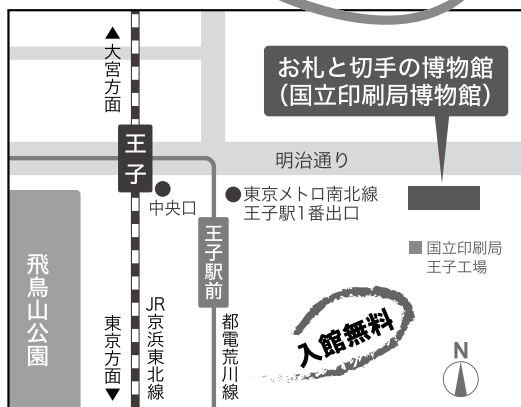 ▲大宮方面
お札と切手の博物館
（国立印刷局博物館）
王子
明治通り
中央口
東京メトロ南北線
王子駅1番出口
王子駅前
国立印刷局
王子工場
飛鳥山公園
東京方面▼
JR京浜東北線
都電荒川線
入館無料
N